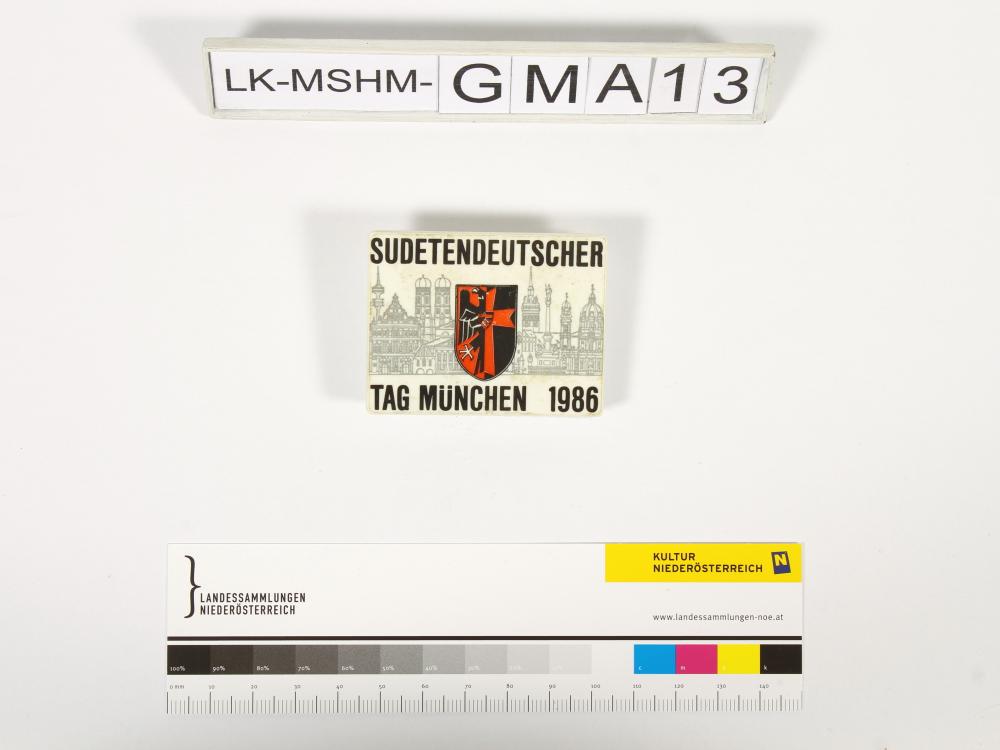 LK-MSHM-GMA13
SUDETENDEUTSCHER
TAG MÜNCHEN 1986
KULTUR
NIEDERÖSTERREICH
N
LANDESSAMMLUNGEN
NIEDERÖSTERREICH
www.landessammlungen-noe.at
100% 90% 80% 70% 60% 50% 40% 30% c m k
0 mm 10 20 30 40 50 60 70 80 90 100 110 120 130 140